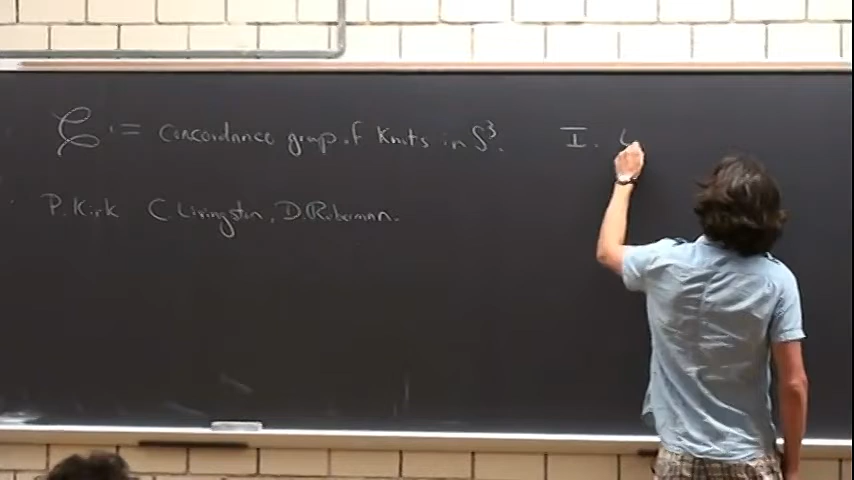 𝒞 := concordance group of knots in S³.
P. Kirk C. Livingston, D. Ruberman.
I.